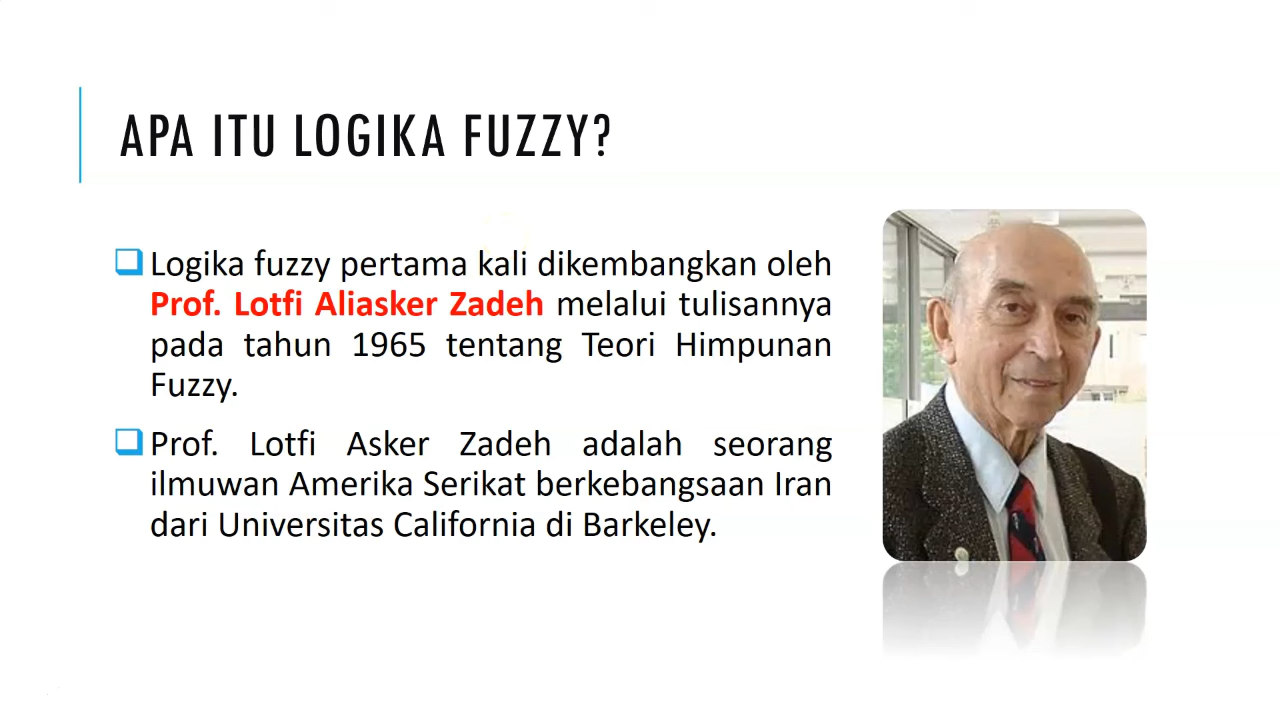 APA ITU LOGIKA FUZZY?
Logika fuzzy pertama kali dikembangkan oleh
Prof. Lotfi Aliasker Zadeh melalui tulisannya
pada tahun 1965 tentang Teori Himpunan
Fuzzy.
Prof. Lotfi Asker Zadeh adalah seorang
ilmuwan Amerika Serikat berkebangsaan Iran
dari Universitas California di Barkeley.